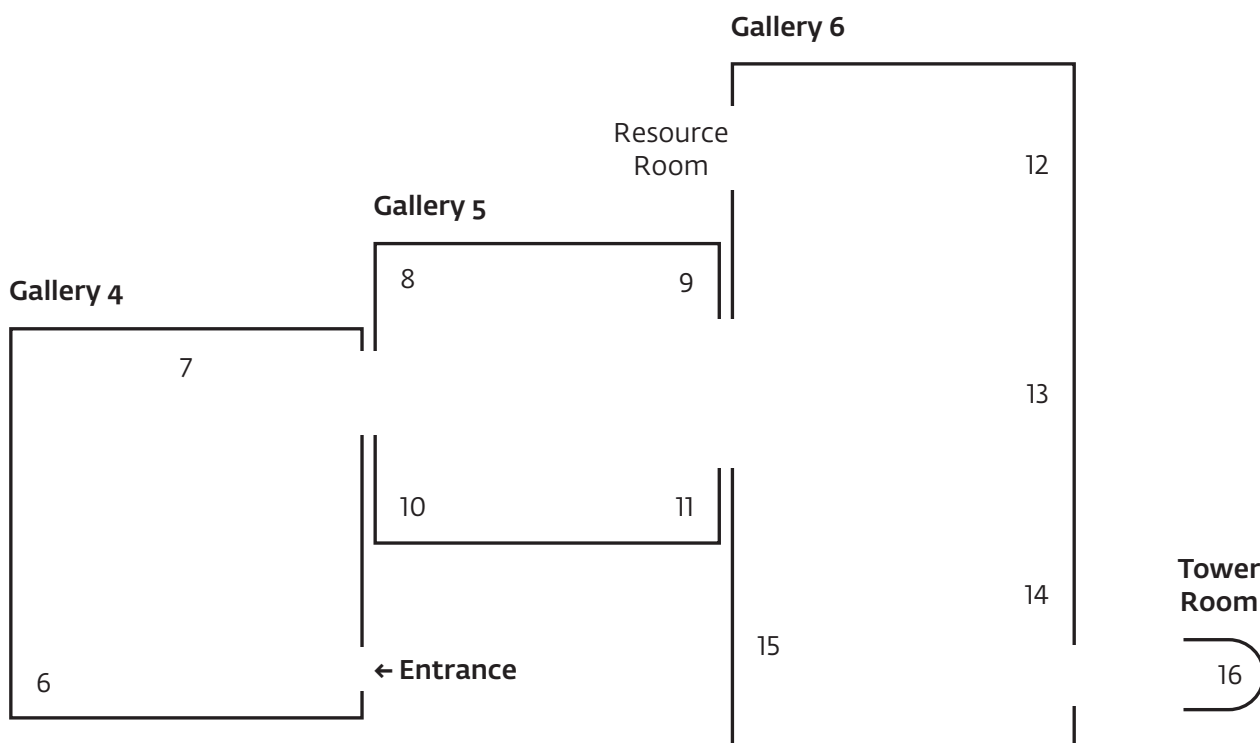 Gallery 6
Resource
Room
12
Gallery 5
8
9
Gallery 4
7
13
10
11
Tower
Room
14
15
← Entrance
6
16